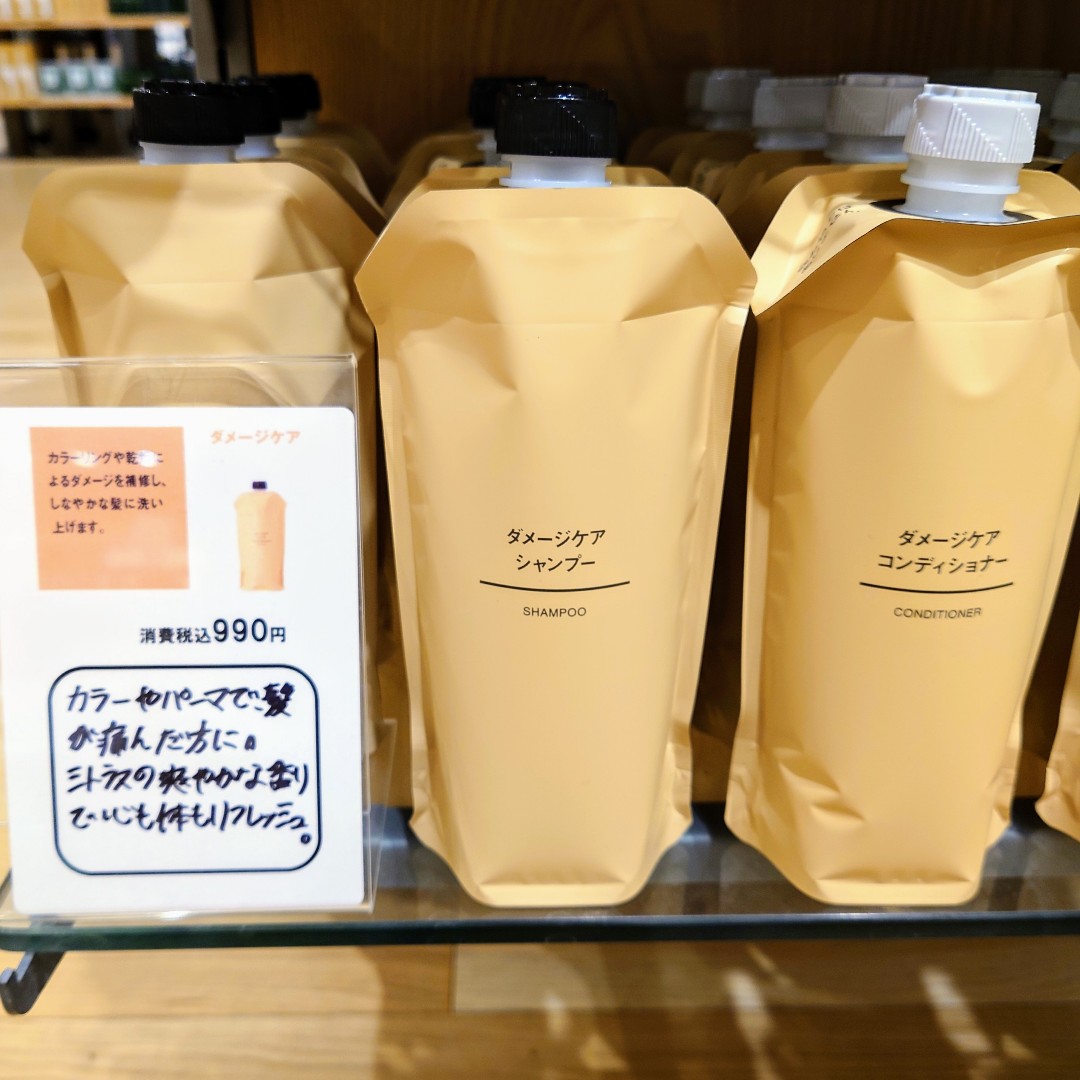 ダメージケア
カラーリングや乾燥に
よるダメージを補修し、
しなやかな髪に洗い
上げます。
消費税込990円
カラーやパーマで髪
が痛んだ方に。
シトラスの爽やかな香り
で心も体もリフレッシュ。
ダメージケア
シャンプー
SHAMPOO
ダメージケア
コンディショナー
CONDITIONER